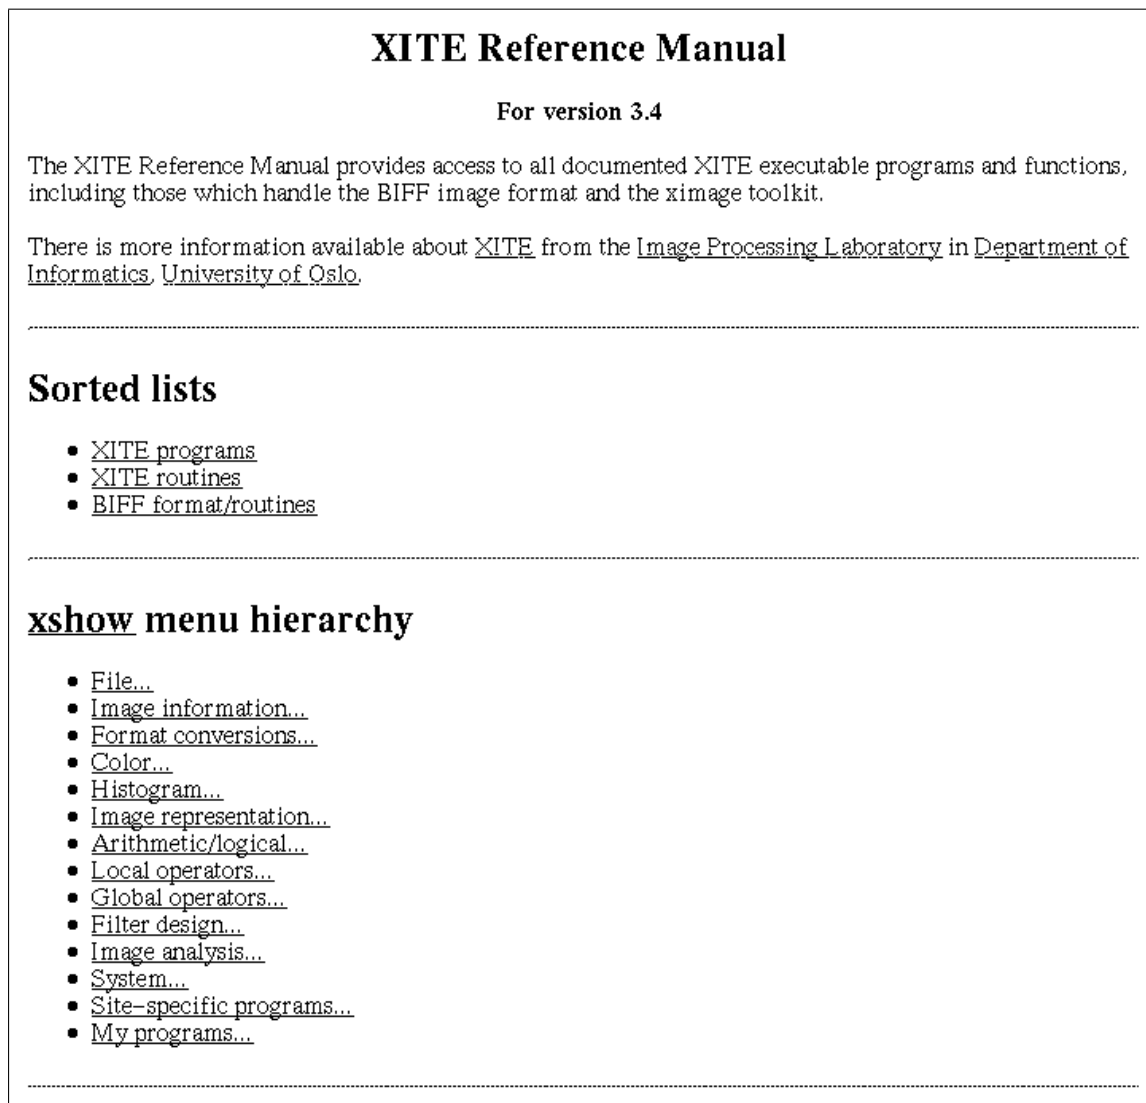 XITE Reference Manual
For version 3.4
The XITE Reference Manual provides access to all documented XITE executable programs and functions,
including those which handle the BIFF image format and the ximage toolkit.
There is more information available about XITE from the Image Processing Laboratory in Department of
Informatics, University of Oslo.
Sorted lists
• XITE programs
• XITE routines
• BIFF format/routines
xshow menu hierarchy
• File...
• Image information...
• Format conversions...
• Color...
• Histogram...
• Image representation...
• Arithmetic/logical...
• Local operators...
• Global operators...
• Filter design...
• Image analysis...
• System...
• Site-specific programs...
• My programs...